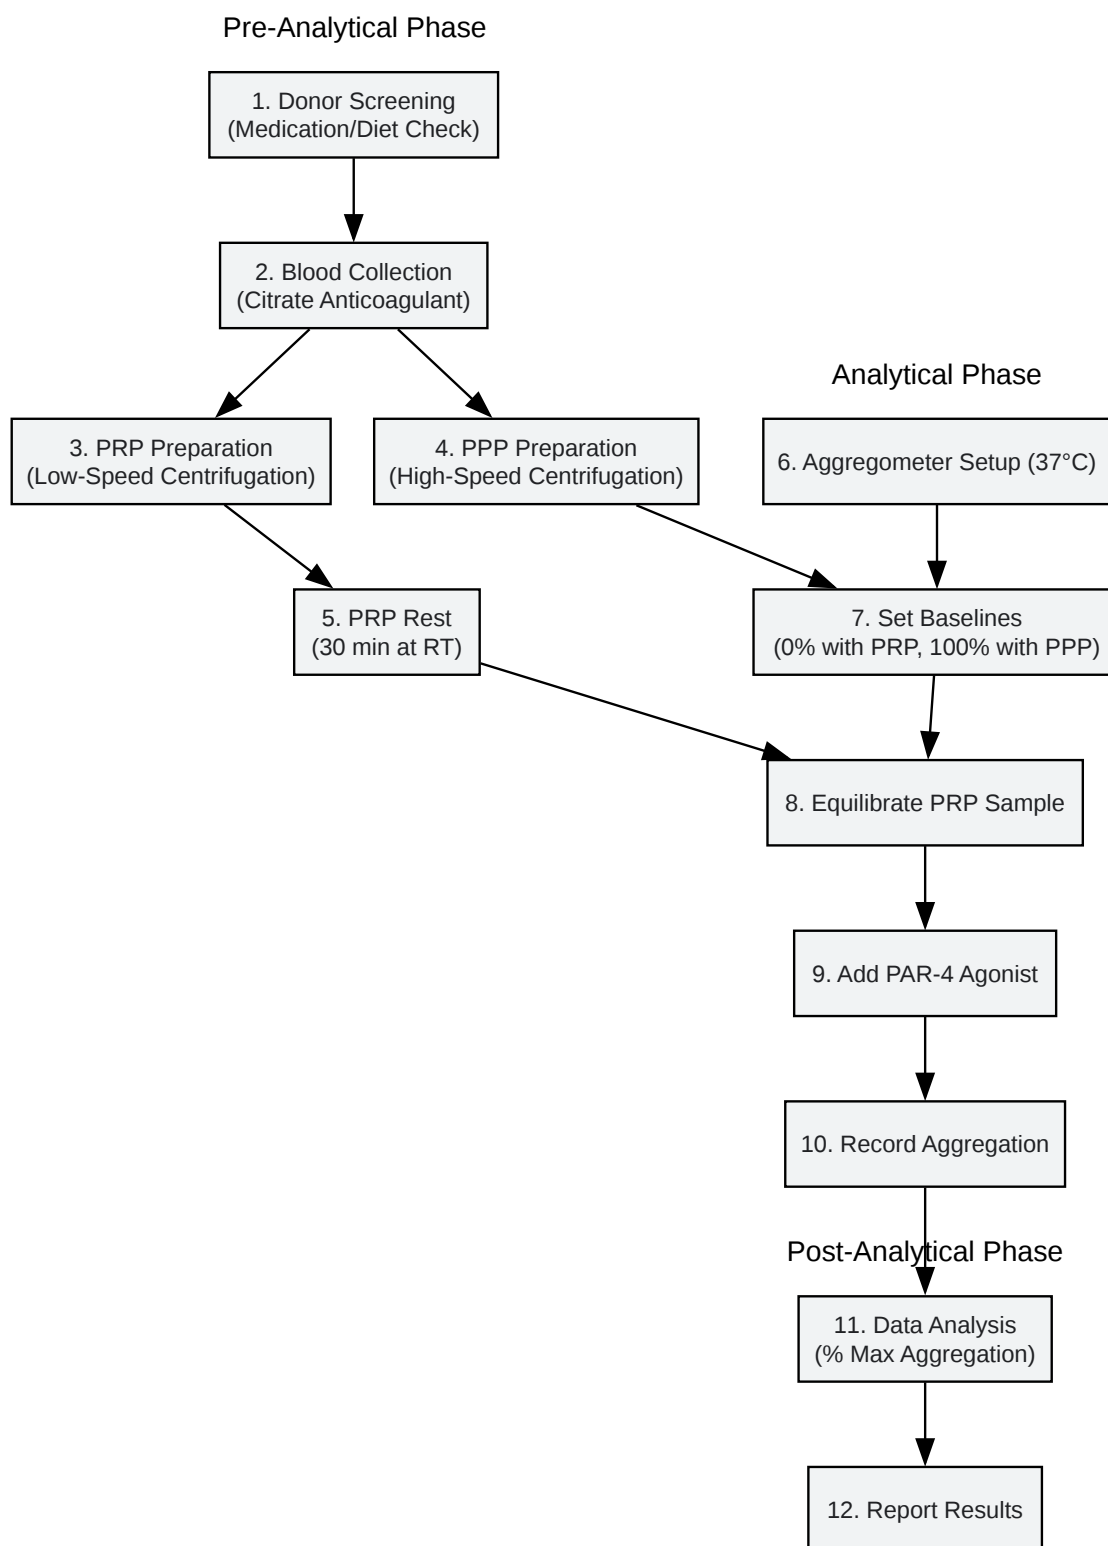 Pre-Analytical Phase
1. Donor Screening
(Medication/Diet Check)
2. Blood Collection
(Citrate Anticoagulant)
Analytical Phase
3. PRP Preparation
(Low-Speed Centrifugation)
4. PPP Preparation
(High-Speed Centrifugation)
6. Aggregometer Setup (37°C)
5. PRP Rest
(30 min at RT)
7. Set Baselines
(0% with PRP, 100% with PPP)
8. Equilibrate PRP Sample
9. Add PAR-4 Agonist
10. Record Aggregation
Post-Analytical Phase
11. Data Analysis
(% Max Aggregation)
12. Report Results